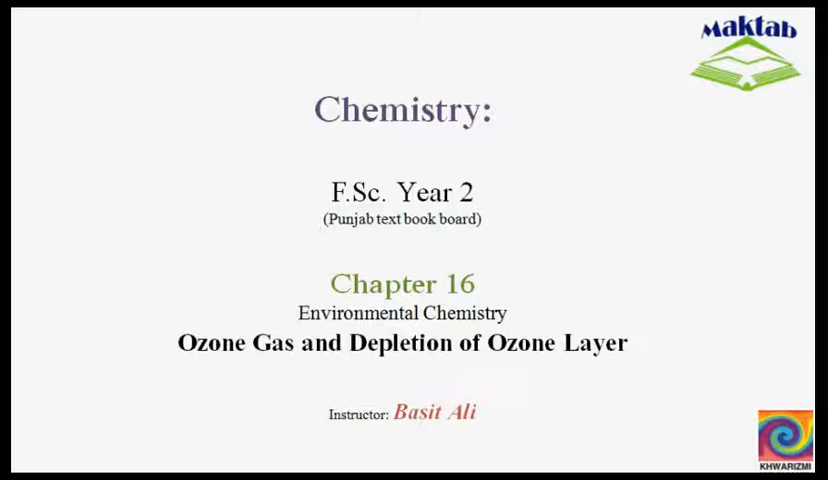 Maktab
Chemistry:
F.Sc. Year 2
(Punjab text book board)
Chapter 16
Environmental Chemistry
Ozone Gas and Depletion of Ozone Layer
Instructor: Basit Ali
KHWARIZMI